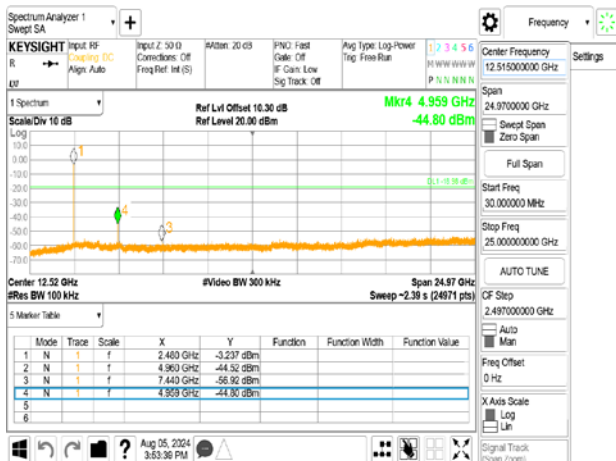 Spectrum Analyzer 1
Swept SA
+
Frequency
KEYSIGHT
R
Input: RF
Coupling: DC
Align: Auto
Input Z: 50 Ω
Corrections: Off
Freq Ref: Int (S)
#Atten: 20 dB
PNO: Fast
Gate: Off
IF Gain: Low
Sig Track: Off
Avg Type: Log-Power
Trig: Free Run
1 2 3 4 5 6
M W W W W W
P N N N N N
Center Frequency
12.515000000 GHz
Settings
1 Spectrum
Scale/Div 10 dB
Ref Lvl Offset 10.30 dB
Ref Level 20.00 dBm
Mkr4 4.959 GHz
-44.80 dBm
Span
24.9700000 GHz
Swept Span
Zero Span
Full Span
Start Freq
30.000000 MHz
Stop Freq
25.000000000 GHz
AUTO TUNE
CF Step
2.497000000 GHz
Auto
Man
Freq Offset
0 Hz
X Axis Scale
Log
Lin
Signal Track
(Span Zoom)
Log
10.0
0.00
-10.0
-20.0
-30.0
-40.0
-50.0
-60.0
-70.0
1
4
3
Center 12.52 GHz
#Video BW 300 kHz
Span 24.97 GHz
#Res BW 100 kHz
Sweep ~2.39 s (24971 pts)
5 Marker Table
Mode Trace Scale X Y Function Function Width Function Value
1 N 1 f 2.480 GHz -3.237 dBm
2 N 1 f 4.960 GHz -44.52 dBm
3 N 1 f 7.440 GHz -56.92 dBm
4 N 1 f 4.959 GHz -44.80 dBm
5
6
?
Aug 05, 2024
3:53:39 PM